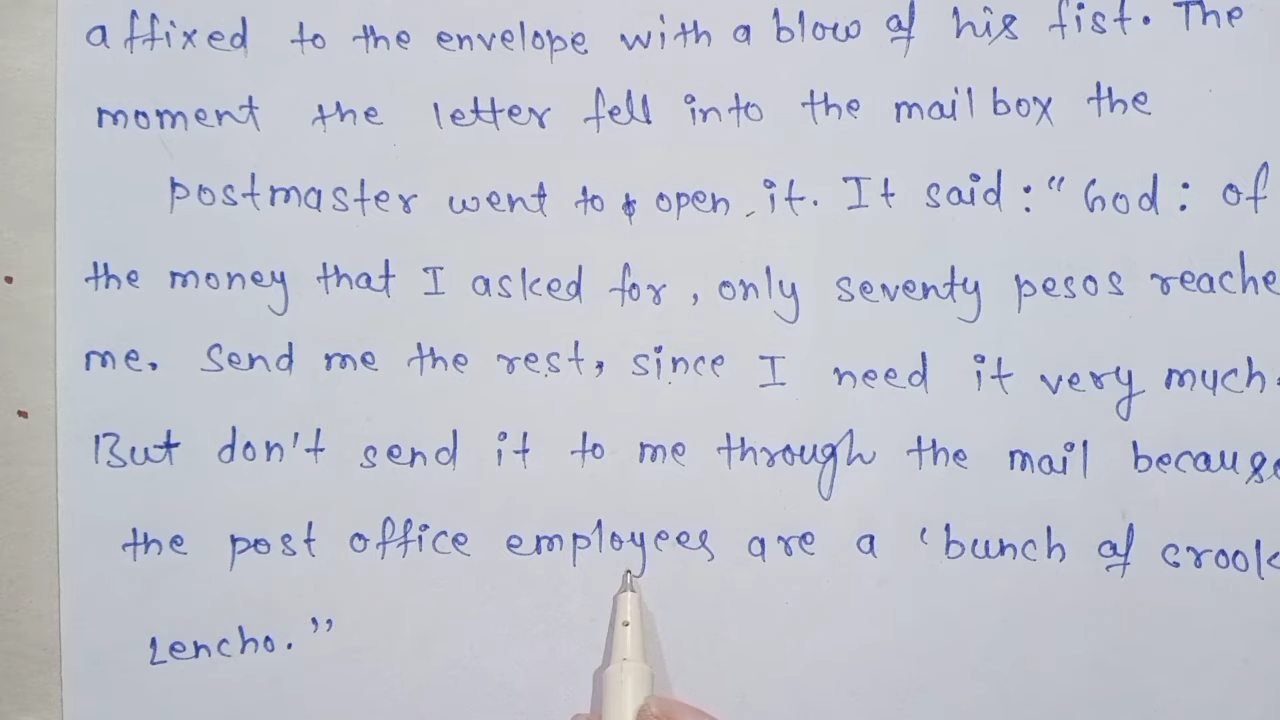 affixed to the envelope with a blow of his fist. The
moment the letter fell into the mail box the
postmaster went to open it. It said: “God: of
the money that I asked for, only seventy pesos reache
me. Send me the rest, since I need it very much.
But don't send it to me through the mail because
the post office employees are a ‘bunch of crook
Lencho.”